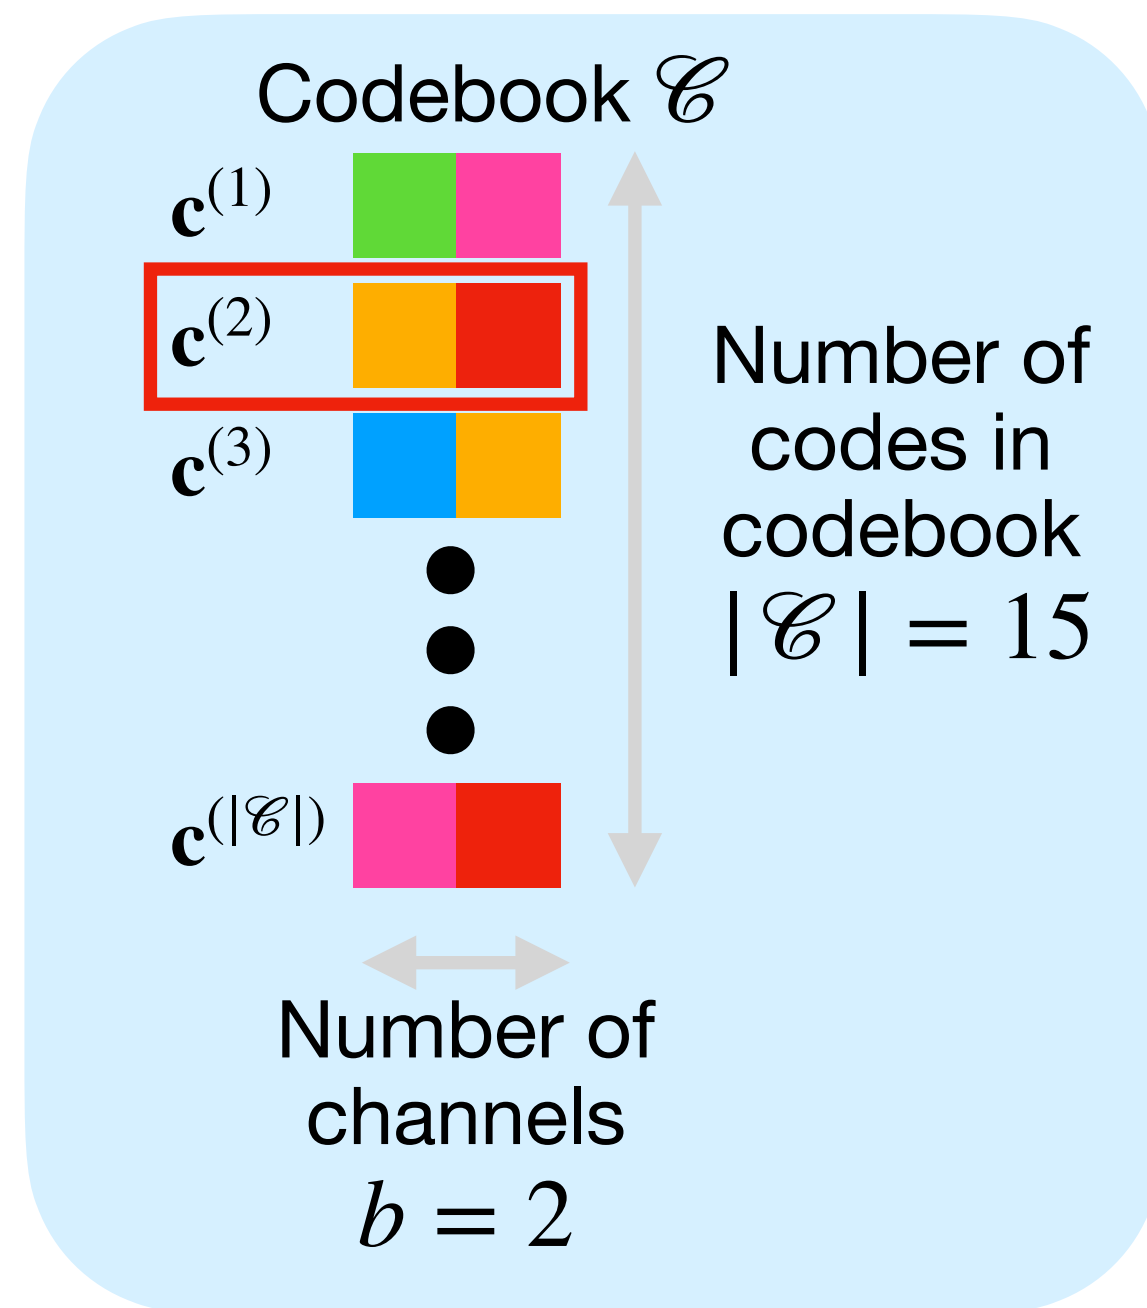 Codebook 𝒞
𝐜⁽¹⁾
𝐜⁽²⁾
𝐜⁽³⁾
𝐜⁽|𝒞|⁾
Number of
codes in
codebook
|𝒞| = 15
Number of
channels
b = 2